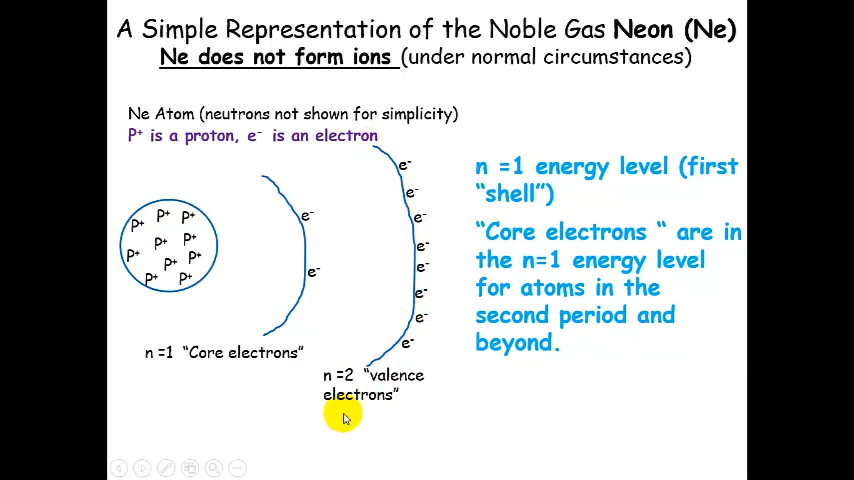 A Simple Representation of the Noble Gas Neon (Ne)
Ne does not form ions (under normal circumstances)
Ne Atom (neutrons not shown for simplicity)
P⁺ is a proton, e⁻ is an electron
n =1 energy level (first
“shell”)
“Core electrons “ are in
the n=1 energy level
for atoms in the
second period and
beyond.
P⁺ P⁺ P⁺
P⁺ P⁺ P⁺
P⁺ P⁺ P⁺
P⁺
e⁻
e⁻
e⁻
e⁻
e⁻
e⁻
e⁻
e⁻
e⁻
e⁻
n =1 “Core electrons”
n =2 “valence
electrons”